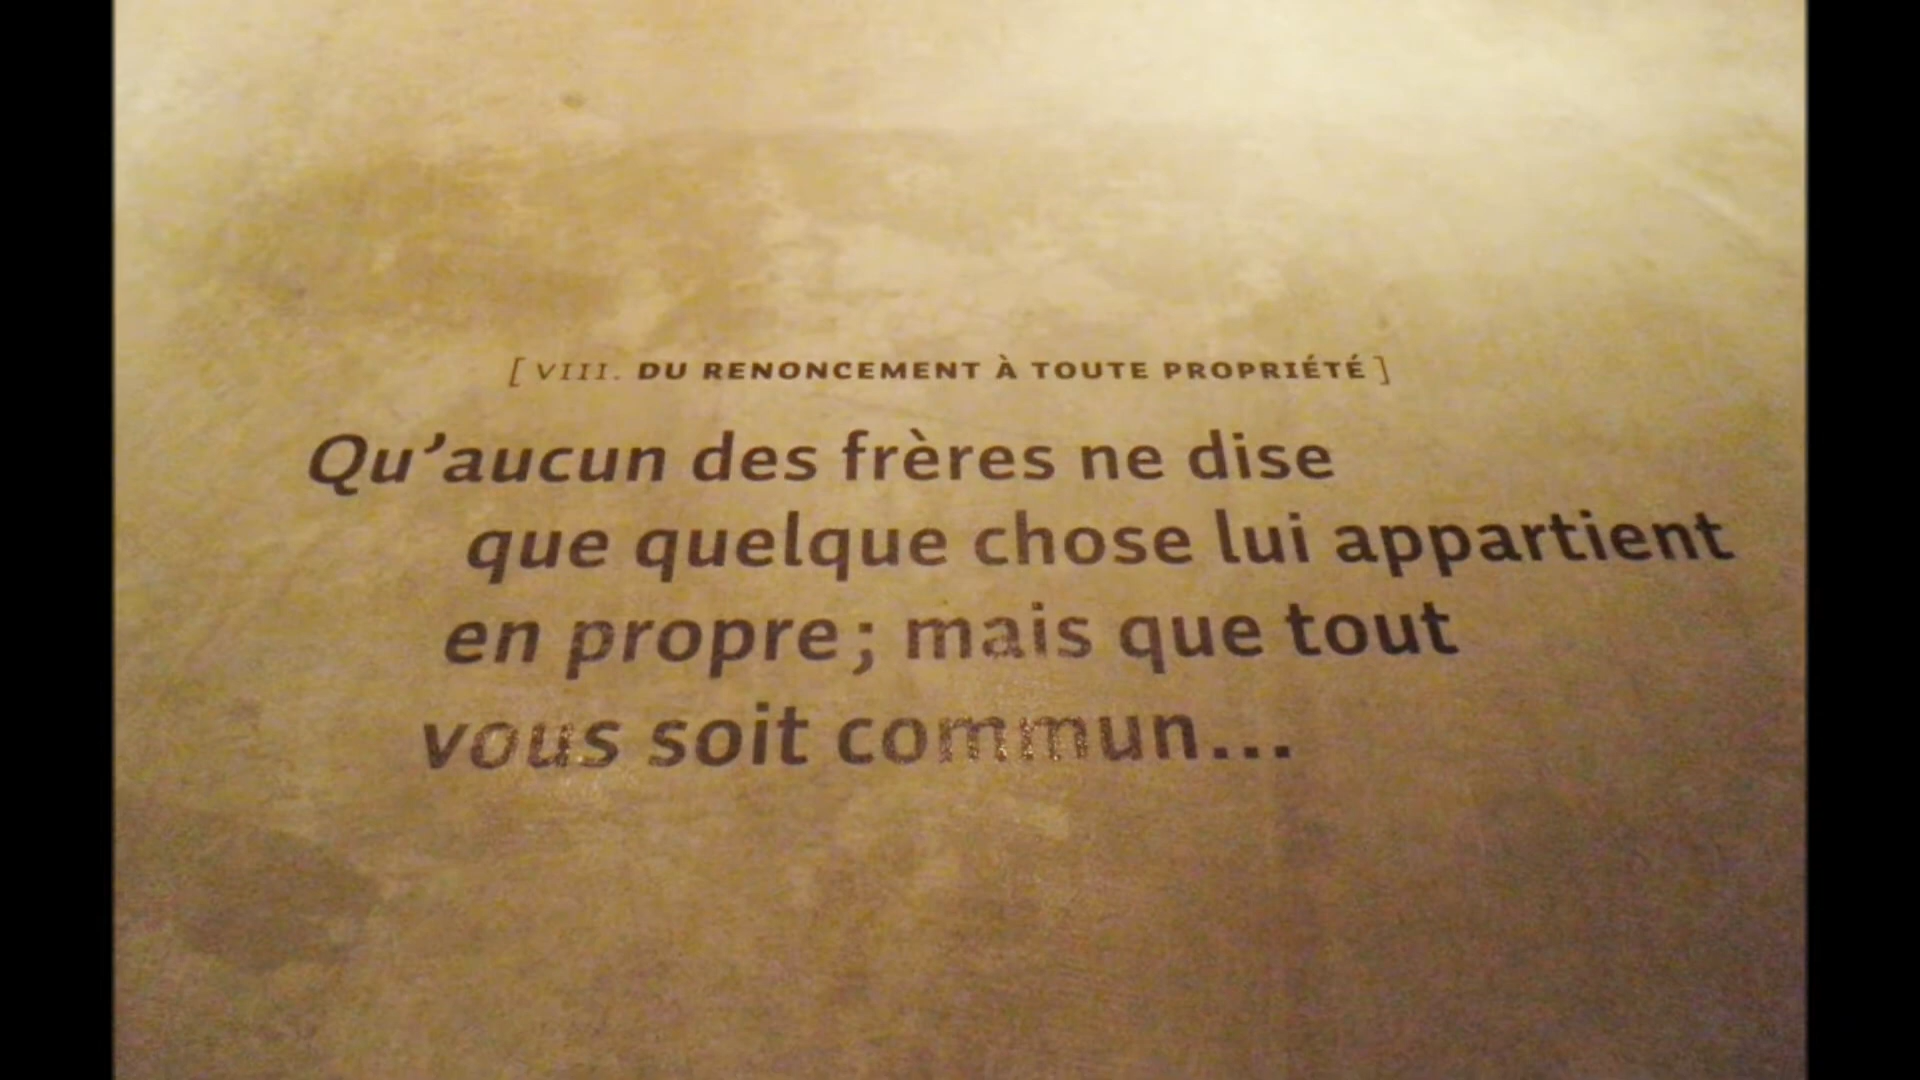 [ VIII. DU RENONCEMENT À TOUTE PROPRIÉTÉ ]
Qu’aucun des frères ne dise
que quelque chose lui appartient
en propre ; mais que tout
vous soit commun...